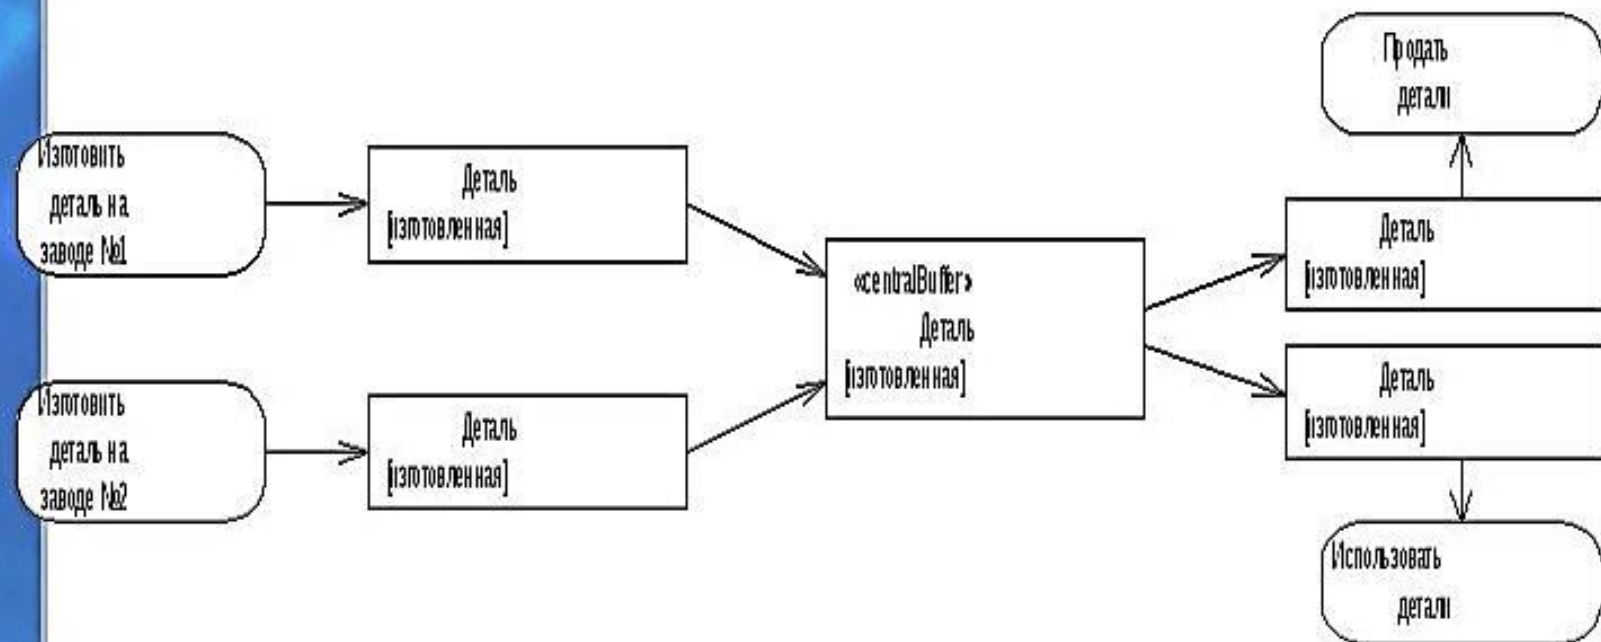 Изготовить
деталь на
заводе №1
Деталь
[изготовленная]
Изготовить
деталь на
заводе №2
Деталь
[изготовленная]
«centralBuffer»
Деталь
[изготовленная]
Продать
детали
Деталь
[изготовленная]
Деталь
[изготовленная]
Использовать
детали